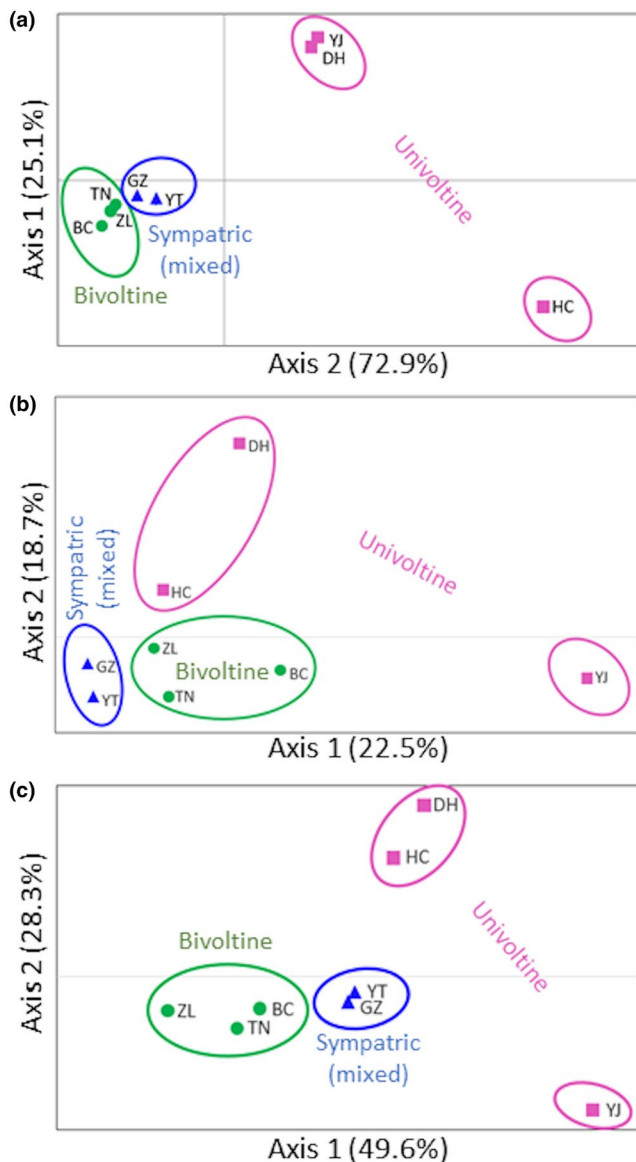 (a)
YJ
DH
Univoltine
GZ
TN
YT
ZL
BC
Sympatric
(mixed)
Bivoltine
HC
Axis 1 (25.1%)
Axis 2 (72.9%)
(b)
DH
Univoltine
Sympatric
(mixed)
HC
ZL
GZ
Bivoltine
BC
YJ
YT
TN
Axis 2 (18.7%)
Axis 1 (22.5%)
(c)
DH
HC
Univoltine
Bivoltine
YT
ZL
BC
GZ
TN
Sympatric
(mixed)
YJ
Axis 2 (28.3%)
Axis 1 (49.6%)